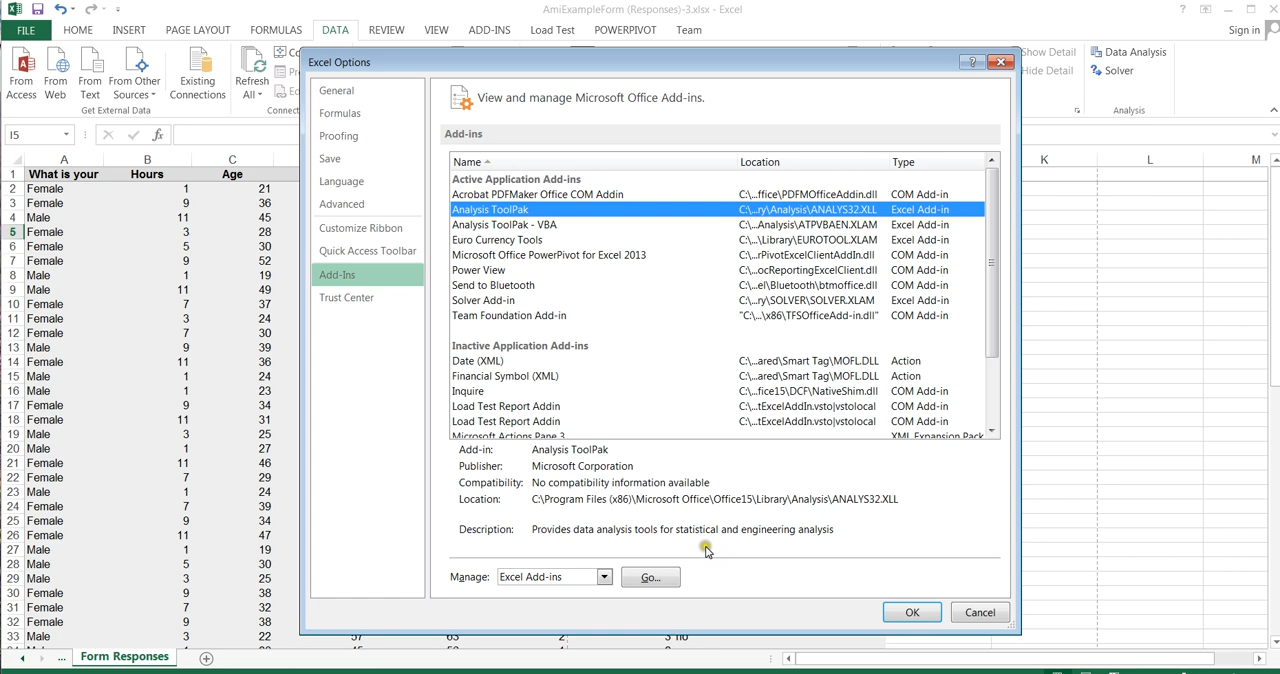 AmiExampleForm (Responses)-3.xlsx - Excel
FILE HOME INSERT PAGE LAYOUT FORMULAS DATA REVIEW VIEW ADD-INS Load Test POWERPIVOT Team Sign in
From Access
From Web
From Text
From Other Sources
Existing Connections
Refresh All
Get External Data
Connect
Show Detail
Hide Detail
Data Analysis
Solver
Analysis
I5
fx
A B C K L M
1 What is your Hours Age
2 Female 1 21
3 Female 9 36
4 Male 11 45
5 Female 3 28
6 Female 5 30
7 Female 9 52
8 Male 1 19
9 Male 11 49
10 Female 7 37
11 Female 3 24
12 Female 7 30
13 Male 9 39
14 Female 11 36
15 Male 1 24
16 Male 1 23
17 Female 9 34
18 Female 11 31
19 Male 3 25
20 Male 1 27
21 Female 11 46
22 Female 7 29
23 Male 1 24
24 Female 7 39
25 Female 9 34
26 Female 11 47
27 Male 1 19
28 Male 5 30
29 Male 3 25
30 Female 9 38
31 Female 7 32
32 Female 9 38
33 Male 3 22
Form Responses
Excel Options
General
Formulas
Proofing
Save
Language
Advanced
Customize Ribbon
Quick Access Toolbar
Add-Ins
Trust Center
View and manage Microsoft Office Add-ins.
Add-ins
Name Location Type
Active Application Add-ins
Acrobat PDFMaker Office COM Addin C:\...ffice\PDFMOfficeAddin.dll COM Add-in
Analysis ToolPak C:\...ry\Analysis\ANALYS32.XLL Excel Add-in
Analysis ToolPak - VBA C:\...Analysis\ATPVBAEN.XLAM Excel Add-in
Euro Currency Tools C:\...\Library\EUROTOOL.XLAM Excel Add-in
Microsoft Office PowerPivot for Excel 2013 C:\...rPivotExcelClientAddIn.dll COM Add-in
Power View C:\...ocReportingExcelClient.dll COM Add-in
Send to Bluetooth C:\...el\Bluetooth\btmoffice.dll COM Add-in
Solver Add-in C:\...ry\SOLVER\SOLVER.XLAM Excel Add-in
Team Foundation Add-in "C:\...\x86\TFSOfficeAdd-in.dll" COM Add-in
Inactive Application Add-ins
Date (XML) C:\...ared\Smart Tag\MOFL.DLL Action
Financial Symbol (XML) C:\...ared\Smart Tag\MOFL.DLL Action
Inquire C:\...fice15\DCF\NativeShim.dll COM Add-in
Load Test Report Addin C:\...tExcelAddIn.vsto|vstolocal COM Add-in
Load Test Report Addin C:\...tExcelAddIn.vsto|vstolocal COM Add-in
Microsoft Actions Pane 3 XML Expansion Pack
Add-in: Analysis ToolPak
Publisher: Microsoft Corporation
Compatibility: No compatibility information available
Location: C:\Program Files (x86)\Microsoft Office\Office15\Library\Analysis\ANALYS32.XLL
Description: Provides data analysis tools for statistical and engineering analysis
Manage: Excel Add-ins Go...
OK Cancel